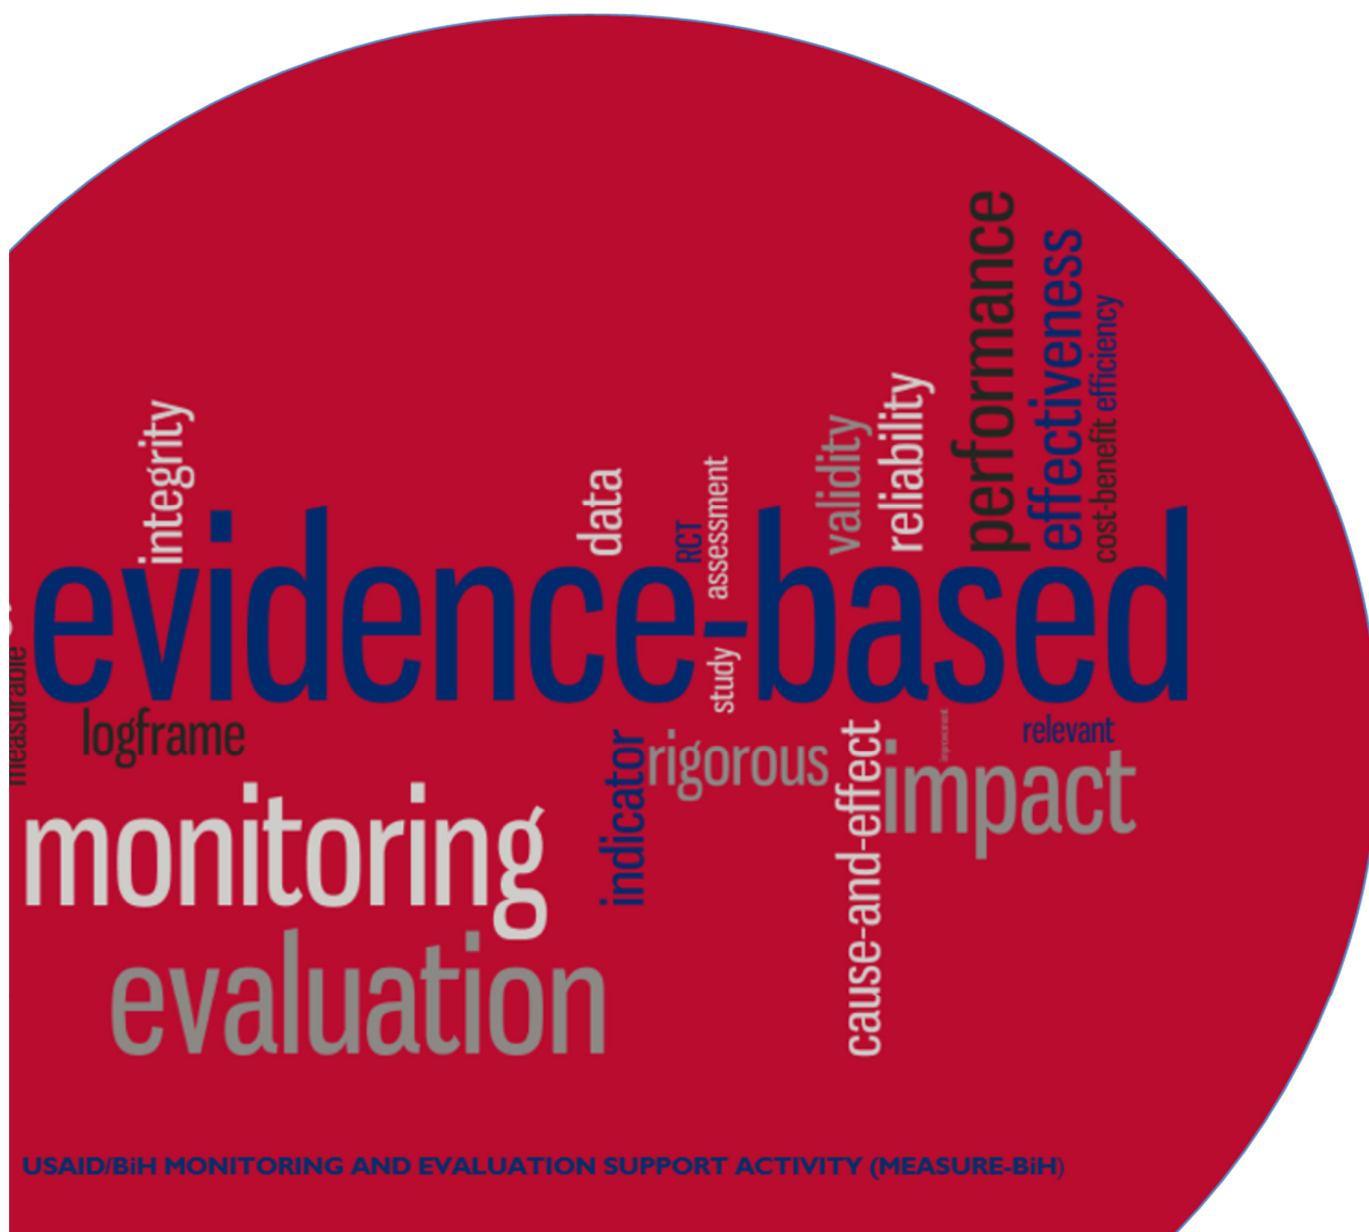 performance
effectiveness
cost-benefit efficiency
reliability
validity
integrity
data
RCT
assessment
evidence-based
study
measurable
logframe
relevant
indicator
rigorous
cause-and-effect
impact
monitoring
evaluation
USAID/BiH MONITORING AND EVALUATION SUPPORT ACTIVITY (MEASURE-BiH)